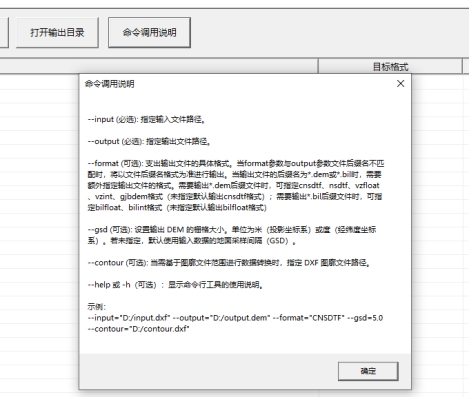 打开输出目录
命令调用说明
目标格式
命令调用说明
--input (必选): 指定输入文件路径。
--output (必选): 指定输出文件路径。
--format (可选): 支出输出文件的具体格式。当format参数与output参数文件后缀名不匹
配时，将以文件后缀名格式为准进行输出。当输出文件的后缀名为*.dem或*.bil时，需要
额外指定输出文件的格式。需要输出*.dem后缀文件时，可指定cnsdtf、nsdtf、vzfloat
、vzint、gjbdem格式（未指定默认输出cnsdtf格式）；需要输出*.bil后缀文件时，可指
定bilfloat、bilint格式（未指定默认输出bilfloat格式）
--gsd (可选): 设置输出 DEM 的栅格大小。单位为米（投影坐标系）或度（经纬度坐标
系）。若未指定，默认使用输入数据的地面采样间隔（GSD）。
--contour (可选): 当需基于图廓文件范围进行数据转换时，指定 DXF 图廓文件路径。
--help 或 -h（可选）：显示命令行工具的使用说明。
示例:
--input="D:/input.dxf" --output="D:/output.dem" --format="CNSDTF" --gsd=5.0
--contour="D:/contour.dxf"
确定